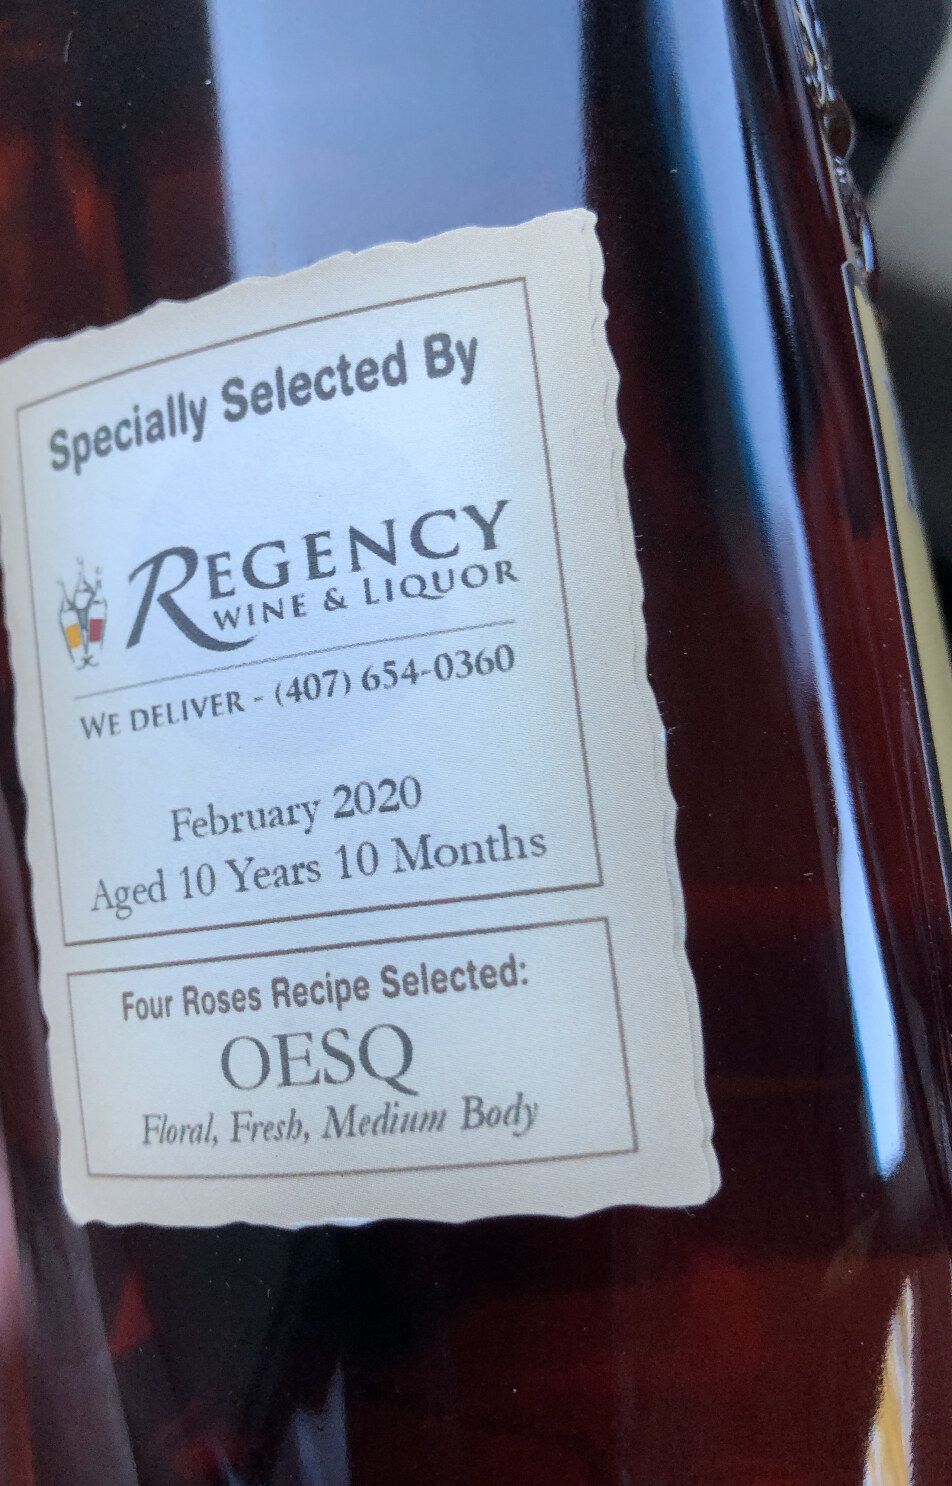 Specially Selected By
REGENCY
WINE & LIQUOR
WE DELIVER - (407) 654-0360
February 2020
Aged 10 Years 10 Months
Four Roses Recipe Selected:
OESQ
Floral, Fresh, Medium Body